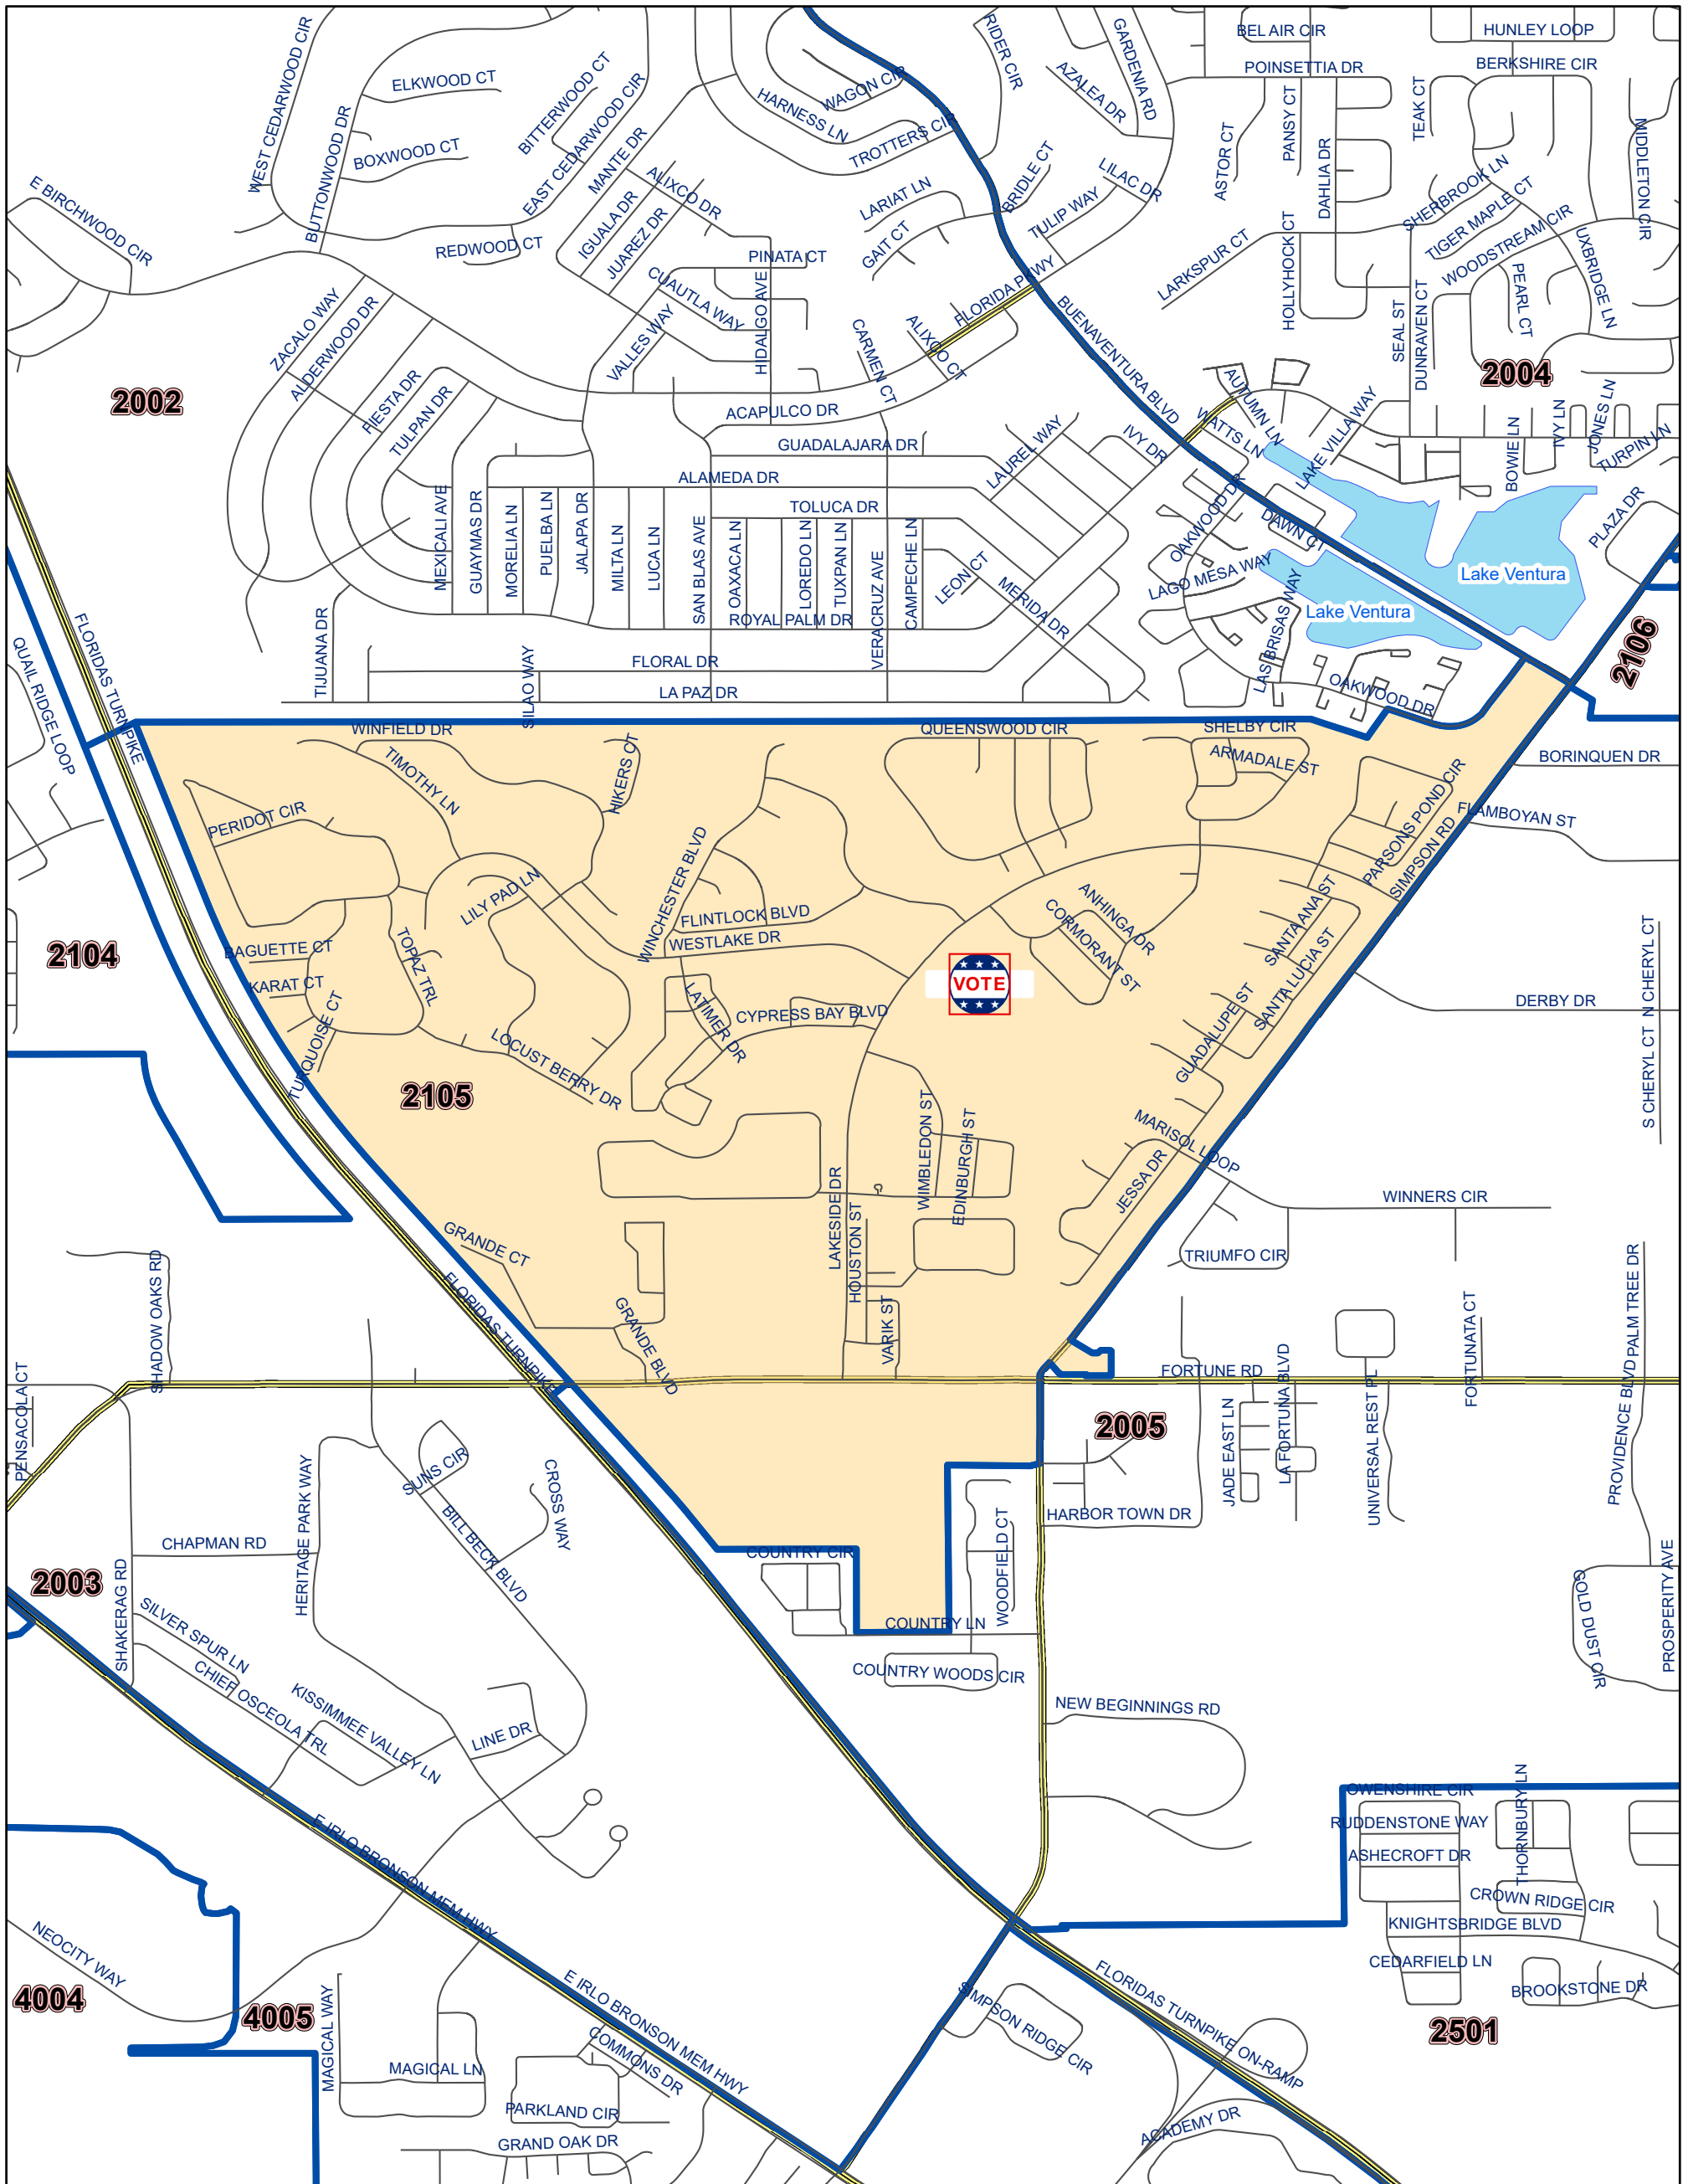 BEL AIR CIR
HUNLEY LOOP
RIDER CIR
GARDENIA RD
WEST CEDARWOOD CIR
ELKWOOD CT
BITTERWOOD CT
WAGON CIR
AZALEA DR
POINSETTIA DR
BERKSHIRE CIR
HARNESS LN
EAST CEDARWOOD CIR
BUTTONWOOD DR
BOXWOOD CT
MANTE DR
TROTTERS CIR
PANSY CT
TEAK CT
ASTOR CT
DAHLIA DR
MIDDLETON CIR
E BIRCHWOOD CIR
ALIXCO DR
LARIAT LN
BRIDLE CT
LILAC DR
TULIP WAY
SHERBROOK LN
TIGER MAPLE CT
WOODSTREAM CIR
IGUALA DR
JUAREZ DR
REDWOOD CT
GAIT CT
PINATA CT
LARKSPUR CT
HOLLYHOCK CT
UXBRIDGE LN
PEARL CT
CUAUTLA WAY
HIDALGO AVE
FLORIDA PKWY
BUENAVENTURA BLVD
SEAL ST
DUNRAVEN CT
ZACALO WAY
ALDERWOOD DR
VALLES WAY
CARMEN CT
ALIXCO CT
2002
2004
FIESTA DR
TULPAN DR
ACAPULCO DR
AUTUMN LN
WATTS LN
LAKE VILLA WAY
IVY LN
JONES LN
BOWIE LN
TURPIN LN
GUADALAJARA DR
LAUREL WAY
IVY DR
ALAMEDA DR
TOLUCA DR
OAKWOOD DR
DAWN CT
PLAZA DR
MEXICALI AVE
GUAYMAS DR
MORELIA LN
PUELBA LN
JALAPA DR
MILTA LN
LUCA LN
SAN BLAS AVE
OAXACA LN
LOREDO LN
TUXPAN LN
VERACRUZ AVE
CAMPECHE LN
LEON CT
MERIDA DR
LAGO MESA WAY
Lake Ventura
Lake Ventura
LAS BRISAS WAY
ROYAL PALM DR
FLORIDAS TURNPIKE
QUAIL RIDGE LOOP
TIJUANA DR
SILAO WAY
FLORAL DR
LA PAZ DR
OAKWOOD DR
2106
WINFIELD DR
QUEENSWOOD CIR
SHELBY CIR
ARMADALE ST
BORINQUEN DR
TIMOTHY LN
HIKERS CT
PERIDOT CIR
PARSONS POND CIR
SIMPSON RD
FLAMBOYAN ST
WINCHESTER BLVD
LILY PAD LN
FLINTLOCK BLVD
WESTLAKE DR
ANHINGA DR
CORMORANT ST
SANTA ANA ST
SANTA LUCIA ST
2104
BAGUETTE CT
KARAT CT
TOPAZ TRL
TURQUOISE CT
VOTE
LATIMER DR
CYPRESS BAY BLVD
GUADALUPE ST
DERBY DR
N CHERYL CT
S CHERYL CT
LOCUST BERRY DR
2105
WIMBLEDON ST
EDINBURGH ST
MARISOL LOOP
JESSA DR
WINNERS CIR
LAKESIDE DR
HOUSTON ST
TRIUMFO CIR
GRANDE CT
GRANDE BLVD
FLORIDAS TURNPIKE
VARIK ST
SHADOW OAKS RD
PENSACOLA CT
FORTUNE RD
FORTUNATA CT
PALM TREE DR
PROVIDENCE BLVD
2005
JADE EAST LN
LA FORTUNA BLVD
UNIVERSAL REST PL
SUNS CIR
CROSS WAY
BILL BECK BLVD
HERITAGE PARK WAY
HARBOR TOWN DR
WOODFIELD CT
CHAPMAN RD
COUNTRY CIR
2003
SHAKERAG RD
SILVER SPUR LN
CHIEF OSCEOLA TRL
KISSIMMEE VALLEY LN
COUNTRY LN
COUNTRY WOODS CIR
GOLD DUST CIR
PROSPERITY AVE
LINE DR
NEW BEGINNINGS RD
OWENSHIRE CIR
RUDDENSTONE WAY
THORNBURY LN
ASHECROFT DR
CROWN RIDGE CIR
KNIGHTSBRIDGE BLVD
CEDARFIELD LN
BROOKSTONE DR
E IRLO BRONSON MEM HWY
NEOCITY WAY
4004
4005
2501
MAGICAL WAY
MAGICAL LN
E IRLO BRONSON MEM HWY
COMMONS DR
SIMPSON RIDGE CIR
FLORIDAS TURNPIKE ON-RAMP
PARKLAND CIR
GRAND OAK DR
ACADEMY DR